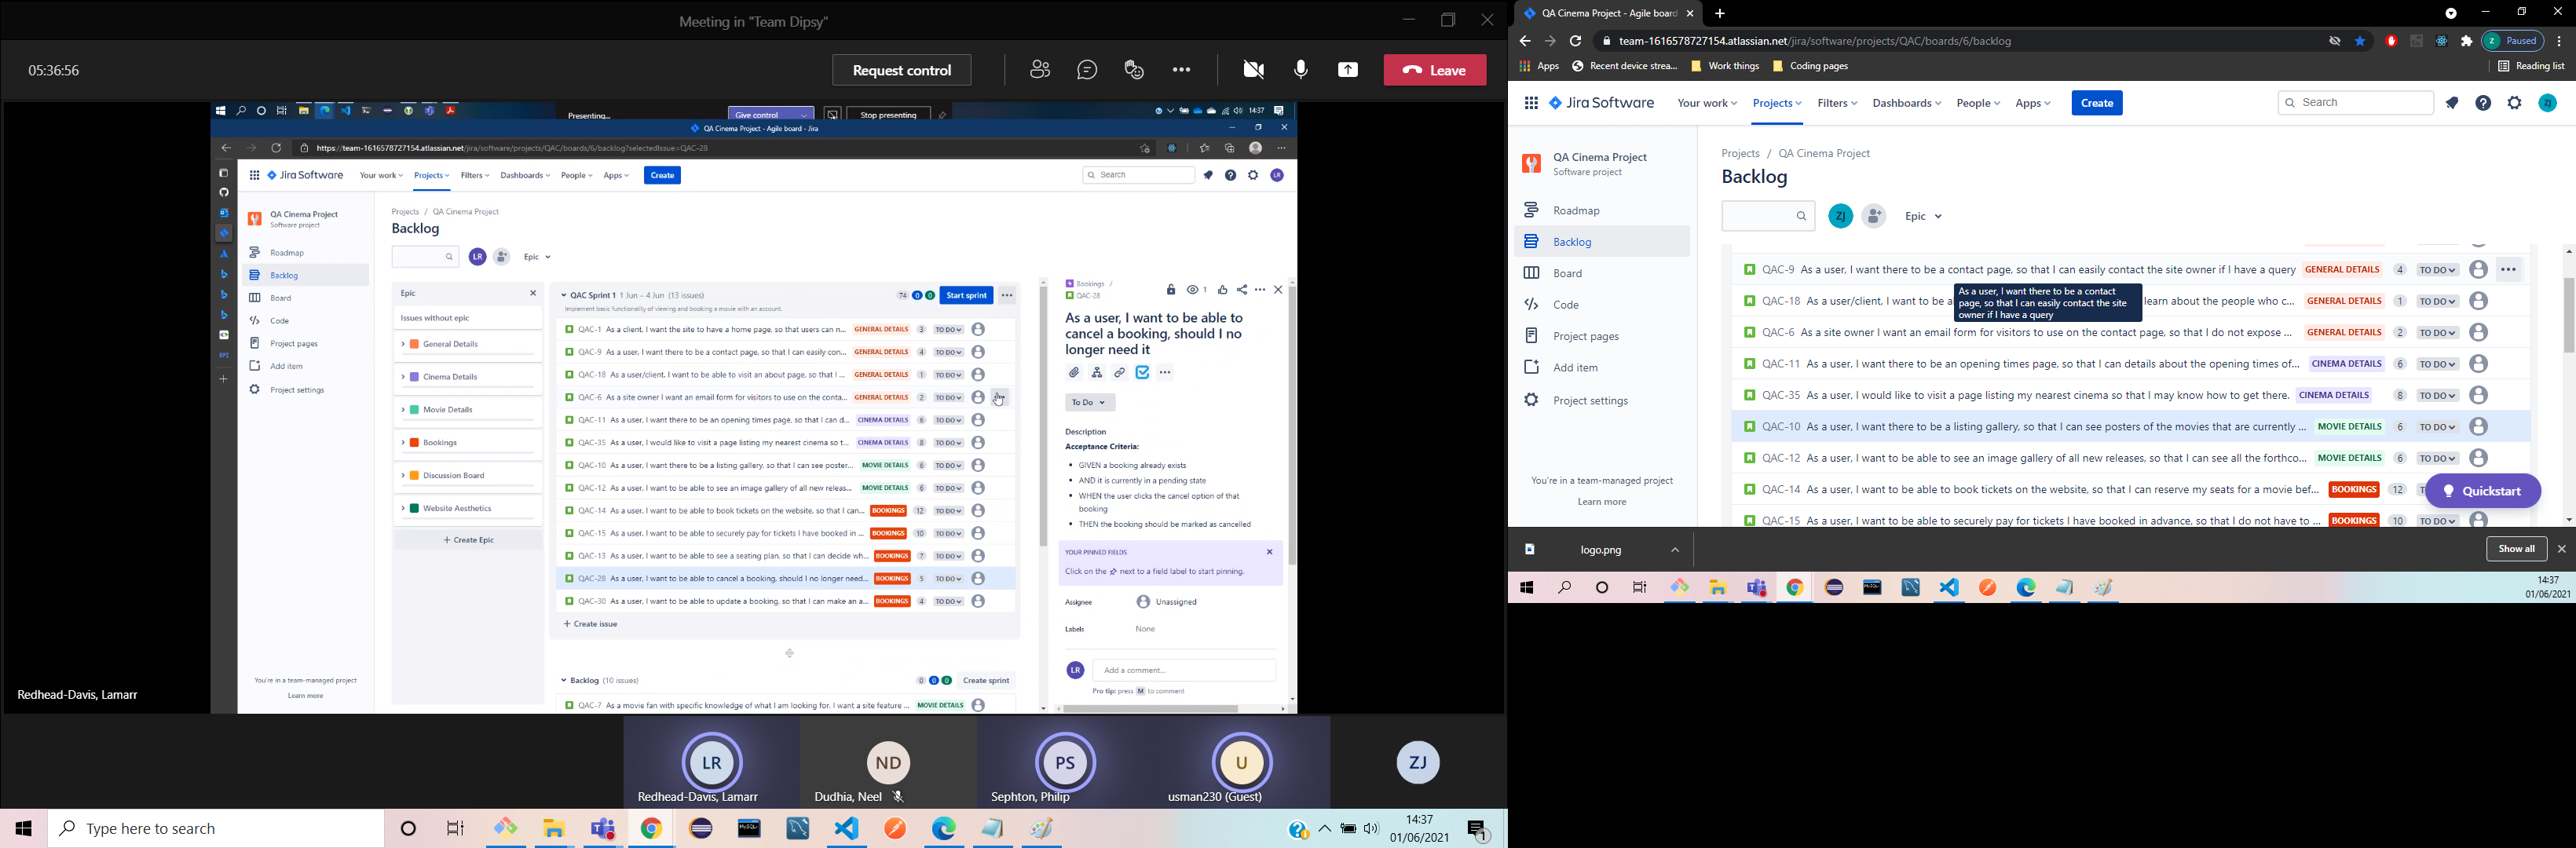 Meeting in "Team Dipsy"
05:36:56
Request control
Leave
Presenting...
Give control
Stop presenting
14:37
QA Cinema Project - Agile board - Jira
https://team-1616578727154.atlassian.net/jira/software/projects/QAC/boards/6/backlog?selectedIssue=QAC-28
Jira Software
Your work
Projects
Filters
Dashboards
People
Apps
Create
Search
LR
QA Cinema Project
Software project
Roadmap
Backlog
Board
Code
Project pages
Add item
Project settings
You're in a team-managed project
Learn more
Projects / QA Cinema Project
Backlog
LR
Epic
Epic
Issues without epic
General Details
Cinema Details
Movie Details
Bookings
Discussion Board
Website Aesthetics
+ Create Epic
QAC Sprint 1 1 Jun – 4 Jun (13 issues)
74 0 0 Start sprint
Implement basic functionality of viewing and booking a movie with an account.
QAC-1 As a client, I want the site to have a home page, so that users can n... GENERAL DETAILS 3 TO DO
QAC-9 As a user, I want there to be a contact page, so that I can easily con... GENERAL DETAILS 4 TO DO
QAC-18 As a user/client, I want to be able to visit an about page, so that I ... GENERAL DETAILS 1 TO DO
QAC-6 As a site owner I want an email form for visitors to use on the conta... GENERAL DETAILS 2 TO DO
QAC-11 As a user, I want there to be an opening times page, so that I can d... CINEMA DETAILS 6 TO DO
QAC-35 As a user, I would like to visit a page listing my nearest cinema so t... CINEMA DETAILS 8 TO DO
QAC-10 As a user, I want there to be a listing gallery, so that I can see poster... MOVIE DETAILS 6 TO DO
QAC-12 As a user, I want to be able to see an image gallery of all new releas... MOVIE DETAILS 6 TO DO
QAC-14 As a user, I want to be able to book tickets on the website, so that I can... BOOKINGS 12 TO DO
QAC-15 As a user, I want to be able to securely pay for tickets I have booked in ... BOOKINGS 10 TO DO
QAC-13 As a user, I want to be able to see a seating plan, so that I can decide wh... BOOKINGS 7 TO DO
QAC-28 As a user, I want to be able to cancel a booking, should I no longer need... BOOKINGS 5 TO DO
QAC-30 As a user, I want to be able to update a booking, so that I can make an a... BOOKINGS 4 TO DO
+ Create issue
Backlog (10 issues)
0 0 0 Create sprint
QAC-7 As a movie fan with specific knowledge of what I am looking for, I want a site feature ... MOVIE DETAILS
Bookings /
QAC-28
1
As a user, I want to be able to
cancel a booking, should I no
longer need it
To Do
Description
Acceptance Criteria:
• GIVEN a booking already exists
• AND it is currently in a pending state
• WHEN the user clicks the cancel option of that
booking
• THEN the booking should be marked as cancelled
YOUR PINNED FIELDS
Click on the next to a field label to start pinning.
Assignee
Unassigned
Labels
None
LR
Add a comment...
Pro tip: press M to comment
Redhead-Davis, Lamarr
LR
Redhead-Davis, Lamarr
ND
Dudhia, Neel
PS
Sephton, Philip
U
usman230 (Guest)
ZJ
Type here to search
14:37
01/06/2021
1
QA Cinema Project - Agile board
team-1616578727154.atlassian.net/jira/software/projects/QAC/boards/6/backlog
Z Paused
Apps
Recent device strea...
Work things
Coding pages
Reading list
Jira Software
Your work
Projects
Filters
Dashboards
People
Apps
Create
Search
ZJ
QA Cinema Project
Software project
Roadmap
Backlog
Board
Code
Project pages
Add item
Project settings
You're in a team-managed project
Learn more
Projects / QA Cinema Project
Backlog
ZJ
Epic
QAC-9 As a user, I want there to be a contact page, so that I can easily contact the site owner if I have a query GENERAL DETAILS 4 TO DO
As a user, I want there to be a contact
page, so that I can easily contact the site
owner if I have a query
QAC-18 As a user/client, I want to be a learn about the people who c... GENERAL DETAILS 1 TO DO
QAC-6 As a site owner I want an email form for visitors to use on the contact page, so that I do not expose ... GENERAL DETAILS 2 TO DO
QAC-11 As a user, I want there to be an opening times page, so that I can details about the opening times of... CINEMA DETAILS 6 TO DO
QAC-35 As a user, I would like to visit a page listing my nearest cinema so that I may know how to get there. CINEMA DETAILS 8 TO DO
QAC-10 As a user, I want there to be a listing gallery, so that I can see posters of the movies that are currently ... MOVIE DETAILS 6 TO DO
QAC-12 As a user, I want to be able to see an image gallery of all new releases, so that I can see all the forthco... MOVIE DETAILS 6 TO DO
QAC-14 As a user, I want to be able to book tickets on the website, so that I can reserve my seats for a movie bef... BOOKINGS 12
QAC-15 As a user, I want to be able to securely pay for tickets I have booked in advance, so that I do not have to ... BOOKINGS 10 TO DO
Quickstart
logo.png
Show all
14:37
01/06/2021